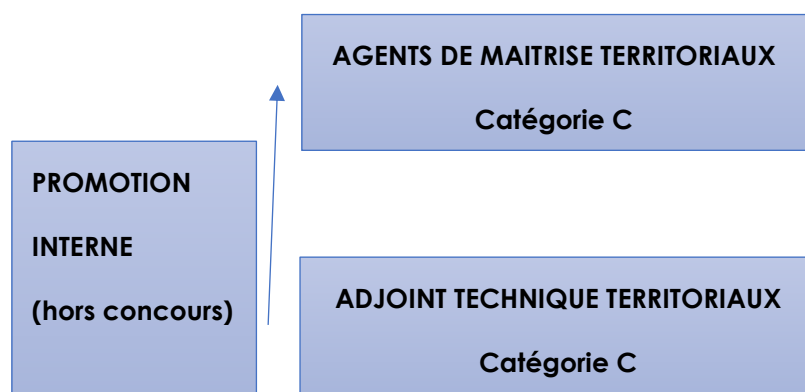 AGENTS DE MAITRISE TERRITORIAUX
Catégorie C
PROMOTION
INTERNE
(hors concours)
ADJOINT TECHNIQUE TERRITORIAUX
Catégorie C